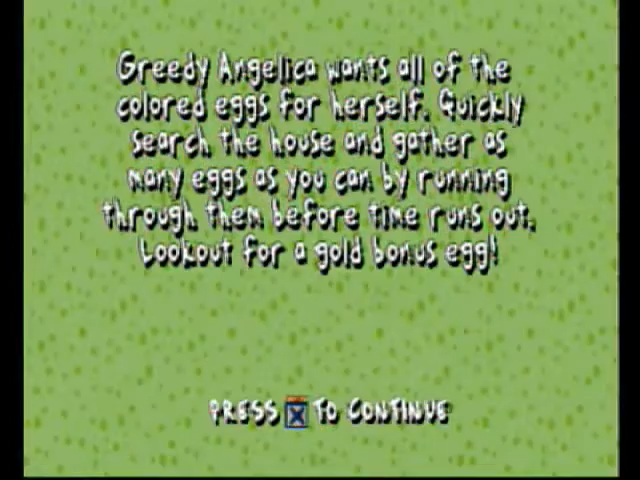 Greedy Angelica wants all of the
colored eggs for herself. Quickly
search the house and gather as
many eggs as you can by running
through them before time runs out.
Lookout for a gold bonus egg!
PRESS X TO CONTINUE